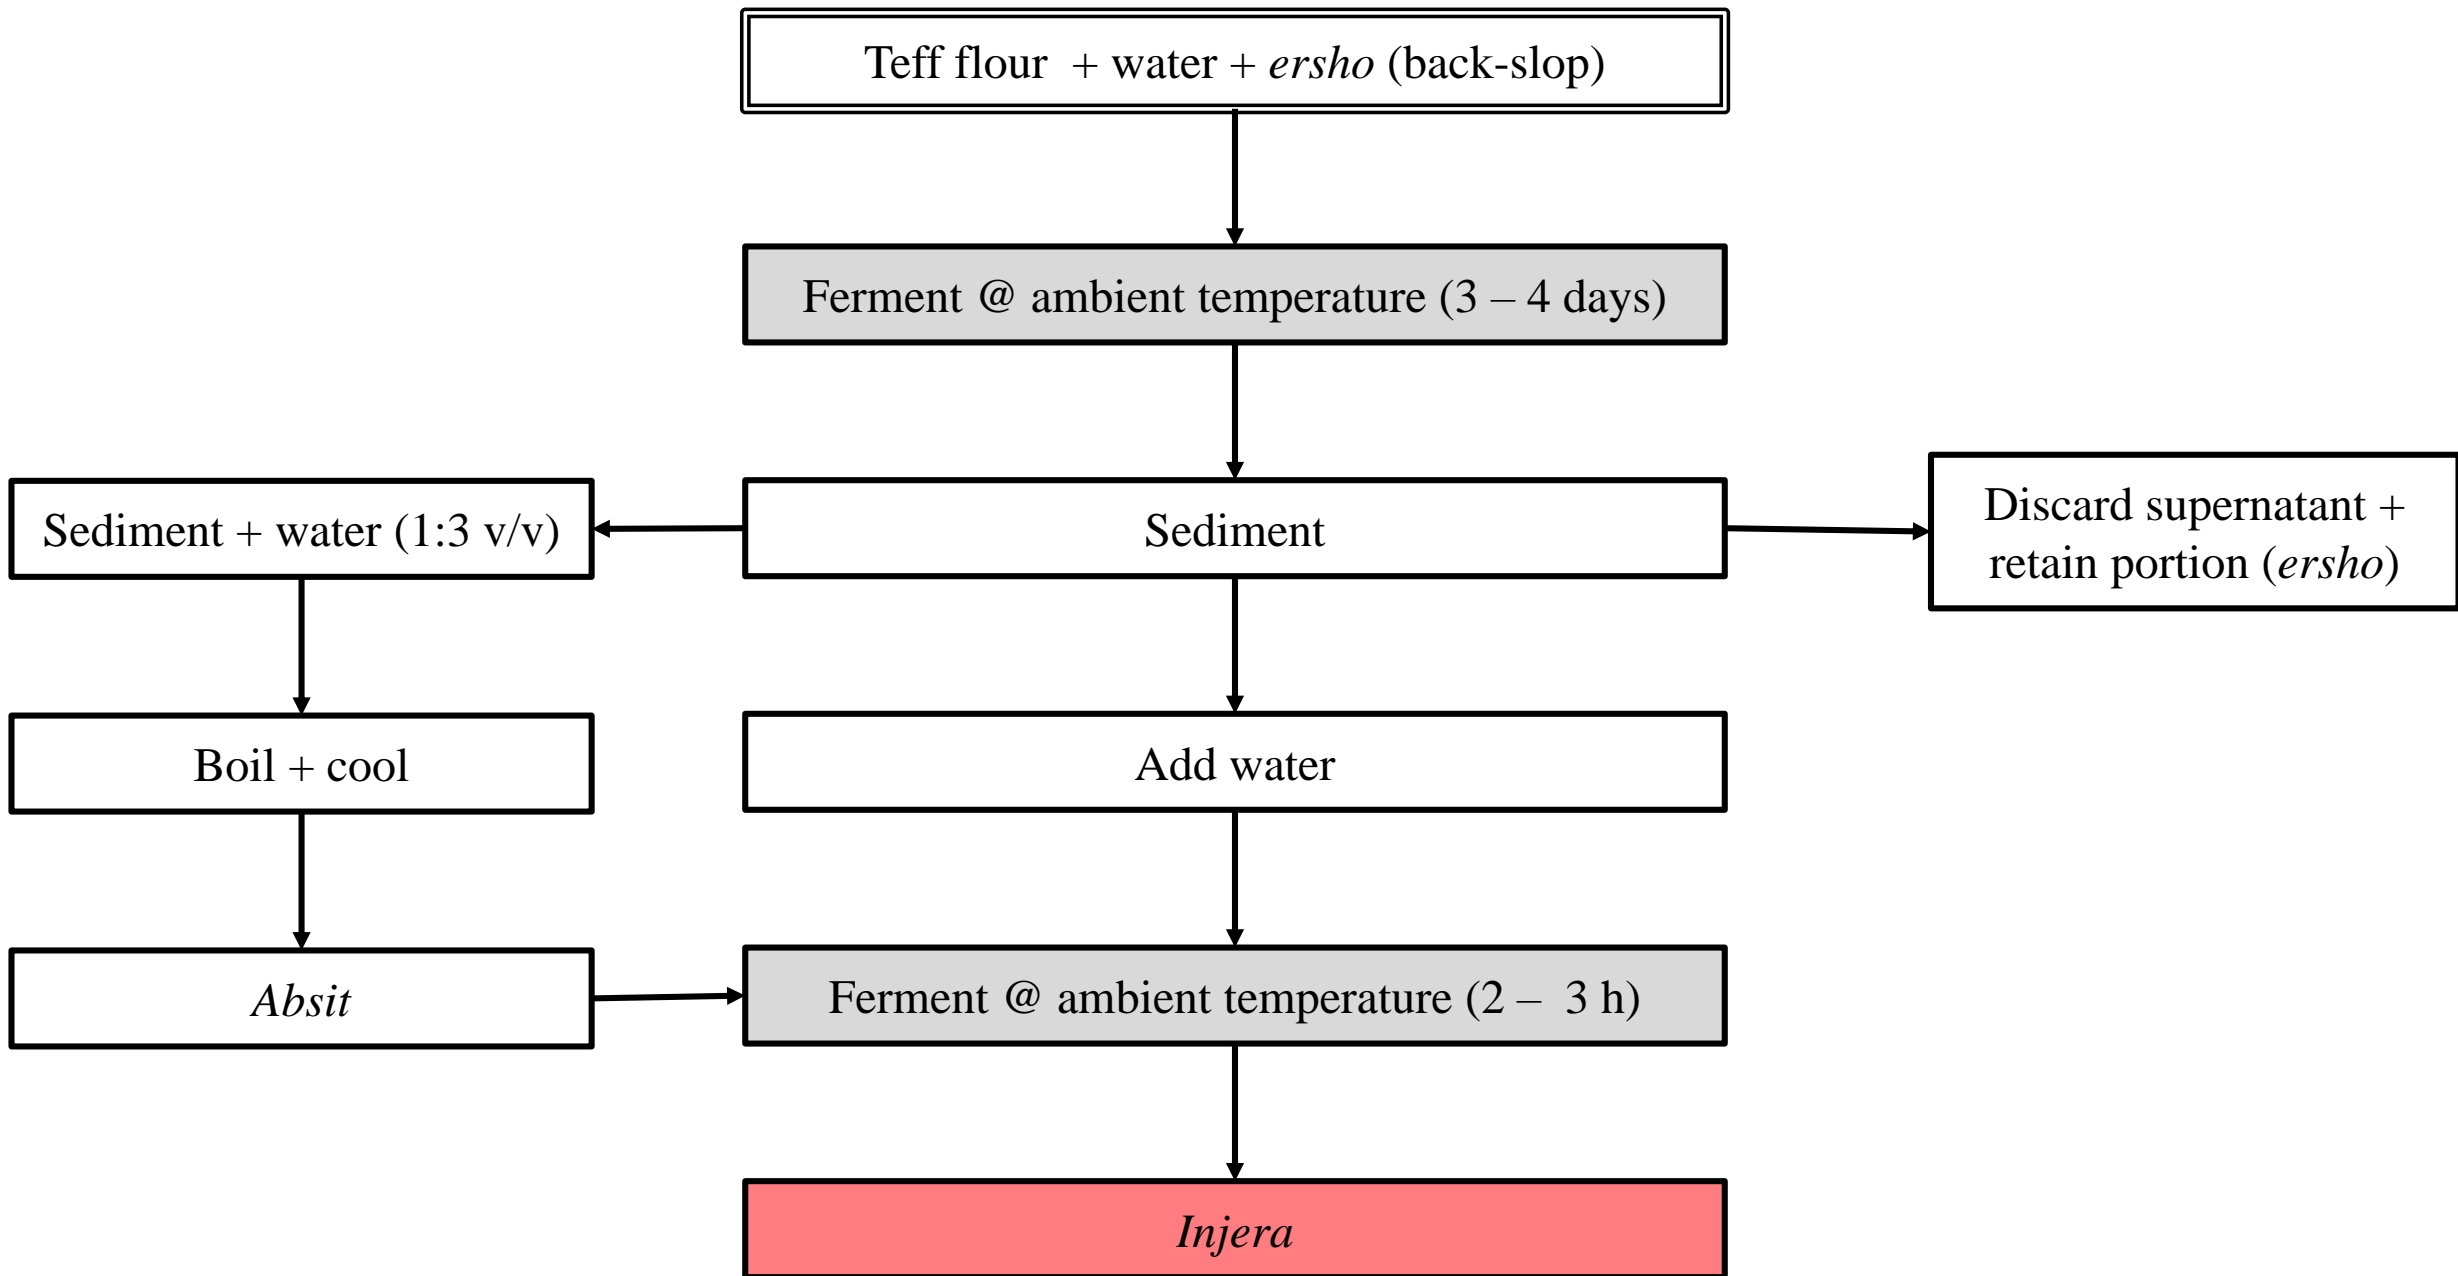 Teff flour + water + ersho (back-slop)
Ferment @ ambient temperature (3 – 4 days)
Sediment + water (1:3 v/v)
Sediment
Discard supernatant +
retain portion (ersho)
Boil + cool
Add water
Absit
Ferment @ ambient temperature (2 – 3 h)
Injera